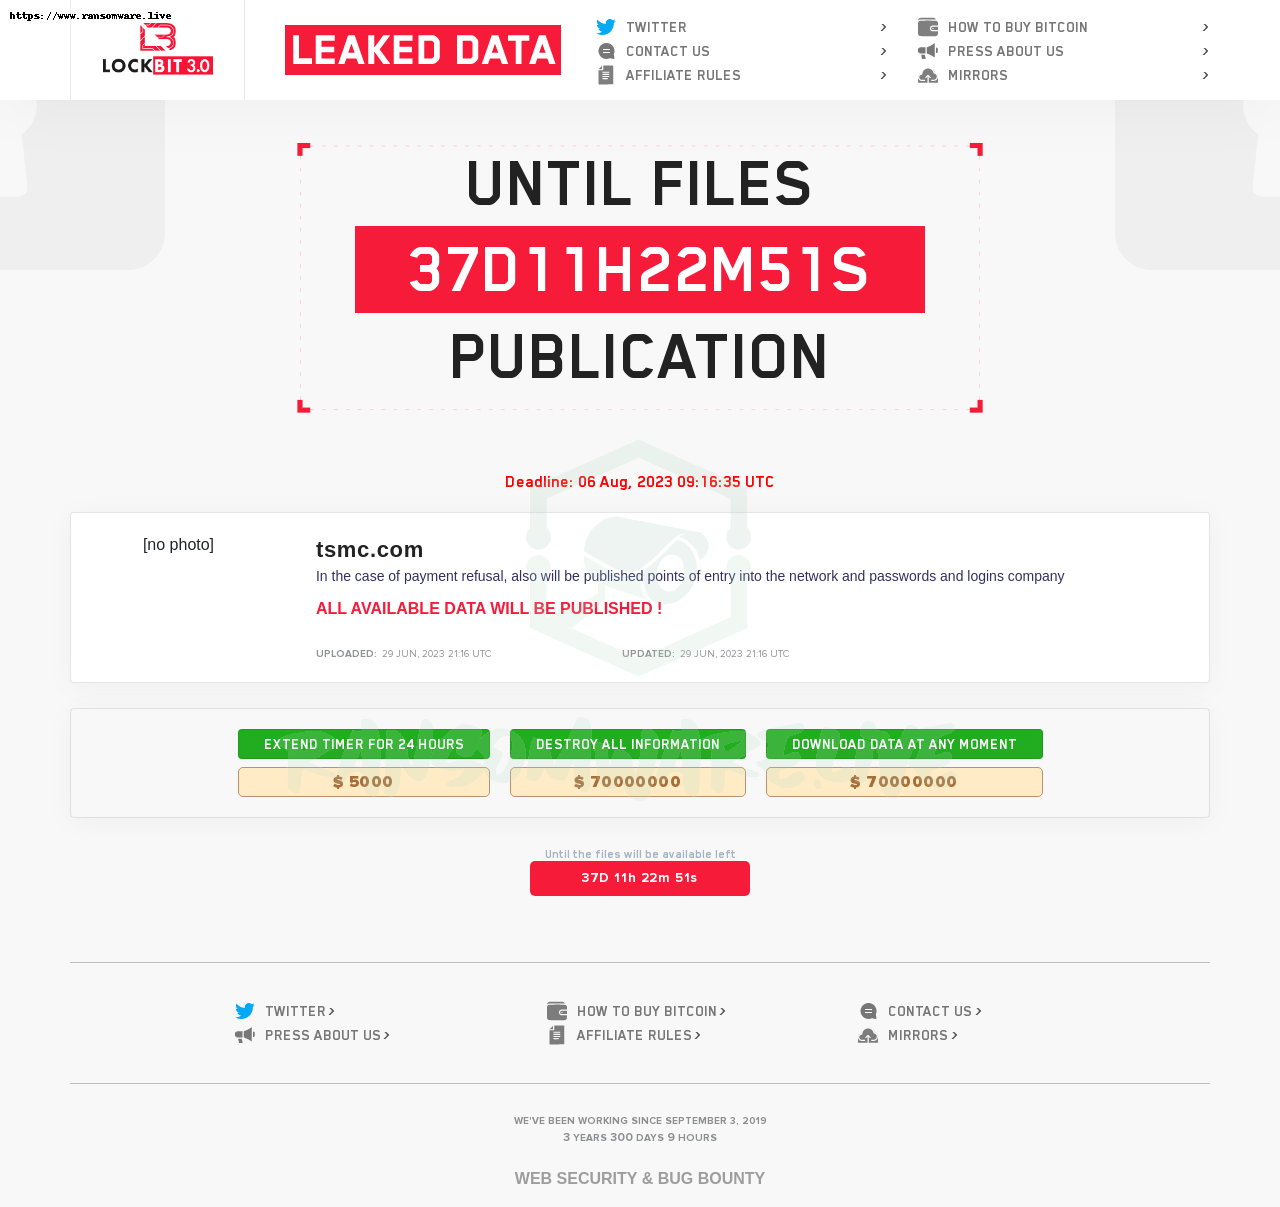 https://www.ransomware.live
LOCKBIT 3.0
LEAKED DATA
TWITTER >
CONTACT US >
AFFILIATE RULES >
HOW TO BUY BITCOIN >
PRESS ABOUT US >
MIRRORS >
UNTIL FILES
37D11H22M51S
PUBLICATION
Deadline: 06 Aug, 2023 09:16:35 UTC
[no photo]
tsmc.com
In the case of payment refusal, also will be published points of entry into the network and passwords and logins company
ALL AVAILABLE DATA WILL BE PUBLISHED !
UPLOADED: 29 JUN, 2023 21:16 UTC UPDATED: 29 JUN, 2023 21:16 UTC
RANSOMWARE.LIVE
EXTEND TIMER FOR 24 HOURS DESTROY ALL INFORMATION DOWNLOAD DATA AT ANY MOMENT
$ 5000 $ 70000000 $ 70000000
Until the files will be available left
37D 11h 22m 51s
TWITTER > HOW TO BUY BITCOIN > CONTACT US >
PRESS ABOUT US > AFFILIATE RULES > MIRRORS >
WE'VE BEEN WORKING SINCE SEPTEMBER 3, 2019
3 YEARS 300 DAYS 9 HOURS
WEB SECURITY & BUG BOUNTY